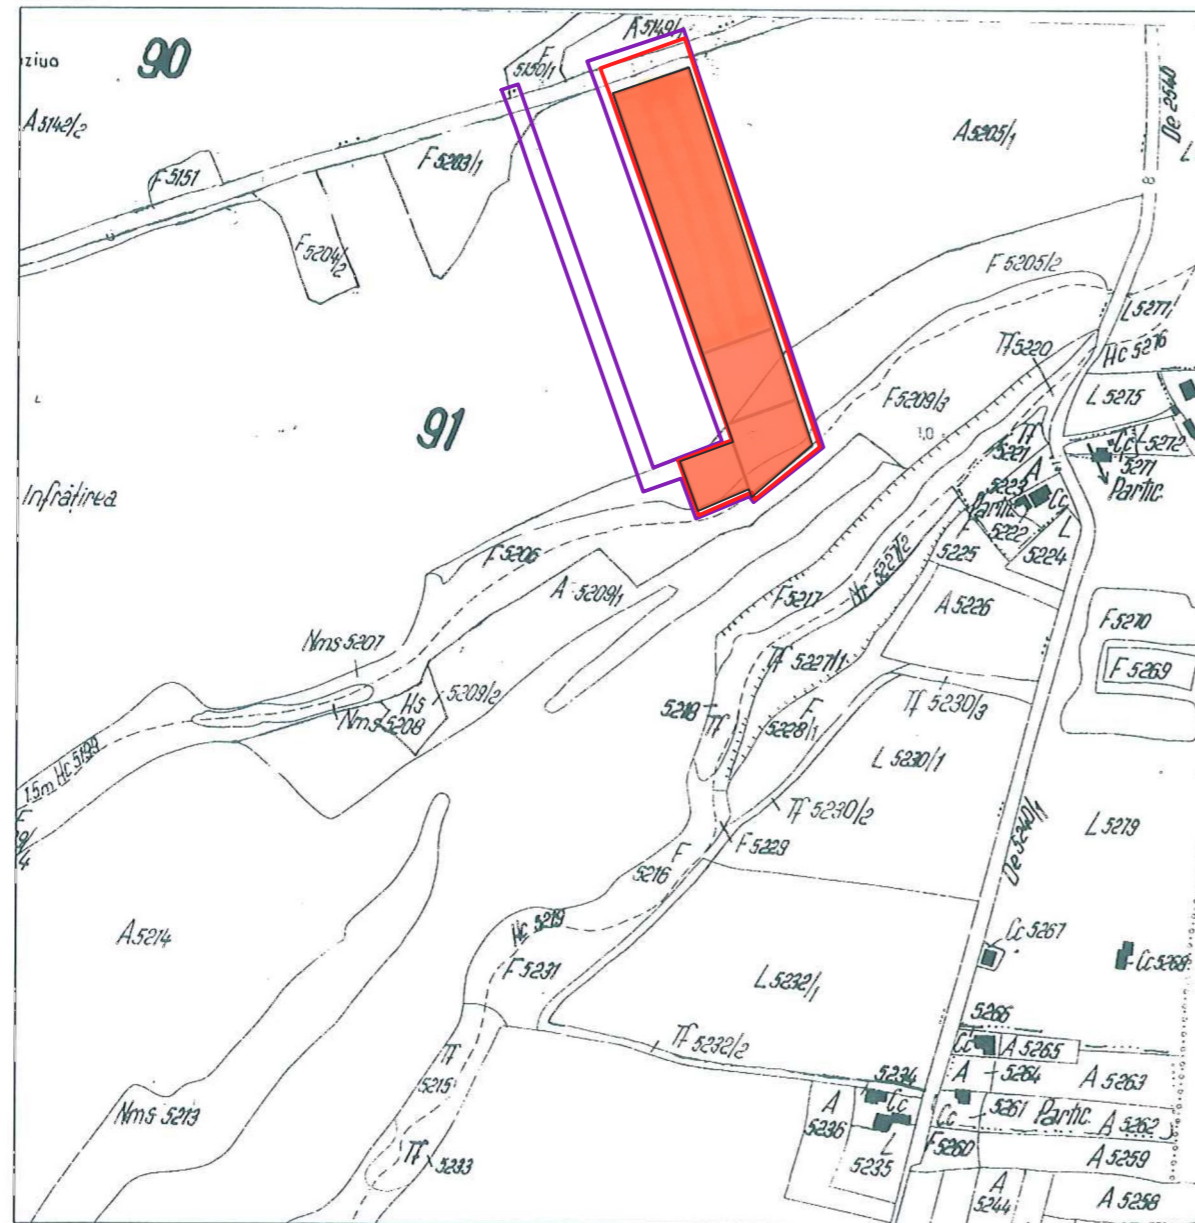 90
A 5149/1
F
5150/1
ziua
A 5142/2
F 5151
F 5203/1
F 5204/2
A 5205/1
De 2540
L
8
F 5205/2
L 5277
Hc 5276
Tf 5220
L 5275
F 5209/3
1,0
91
Infrățirea
Tf
5221
A
5223
Partic
Cc
5222
L
5224
5225
Cc
L 5272
5271
Partic
F 5206
A 5209/1
Nr 5227/2
F 5217
A 5226
F 5270
F 5269
Nms 5207
Hs
5209/2
Nms 5208
Tf 5227/1
5218
Tf
F
5228/1
Tf 5230/3
L 5230/1
1.5m Hc 5199
F
Tf 5230/2
F 5229
L 5279
De 5240/1
F
5216
A 5214
Hc 5219
F 5231
L 5232/1
Cc 5267
Cc 5268
5266
Cc
A 5265
Tf 5232/2
5234
Cc
A
5264
A 5263
Tf
5215
Nms 5213
A
5236
L
5235
Cc
5261
Partic
A 5262
F 5260
A 5259
Tf
5233
A
5244
A 5258